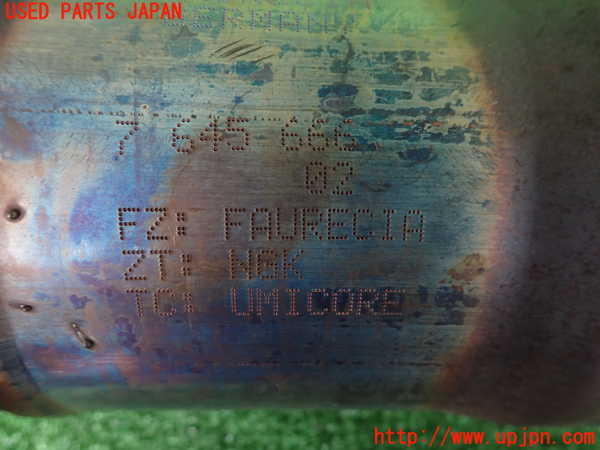 USED PARTS JAPAN
7 645 666
02
FZ: FAURECIA
ZT: NGK
TC: UMICORE
http://www.upjpn.com